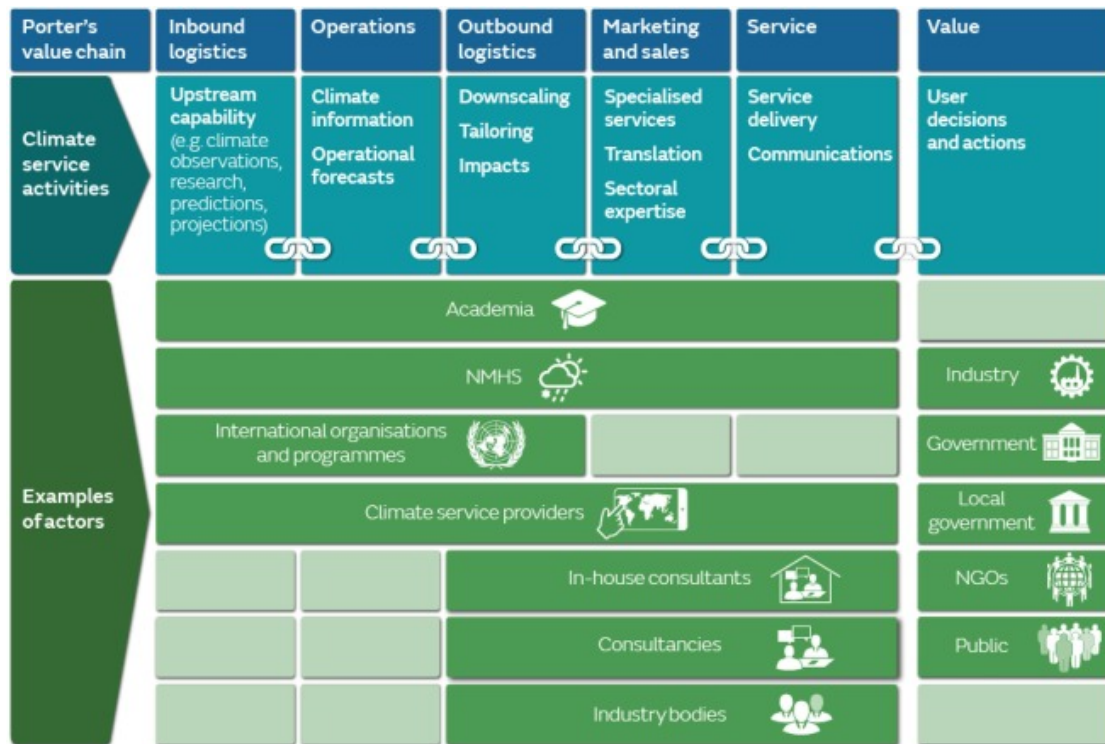 Porter's
value chain
Inbound
logistics
Operations
Outbound
logistics
Marketing
and sales
Service
Value
Climate
service
activities
Upstream
capability
(e.g. climate
observations,
research,
predictions,
projections)
Climate
information
Operational
forecasts
Downscaling
Tailoring
Impacts
Specialised
services
Translation
Sectoral
expertise
Service
delivery
Communications
User
decisions
and actions
Examples
of actors
Academia
NMHS
Industry
International organisations
and programmes
Government
Climate service providers
Local
government
In-house consultants
NGOs
Consultancies
Public
Industry bodies